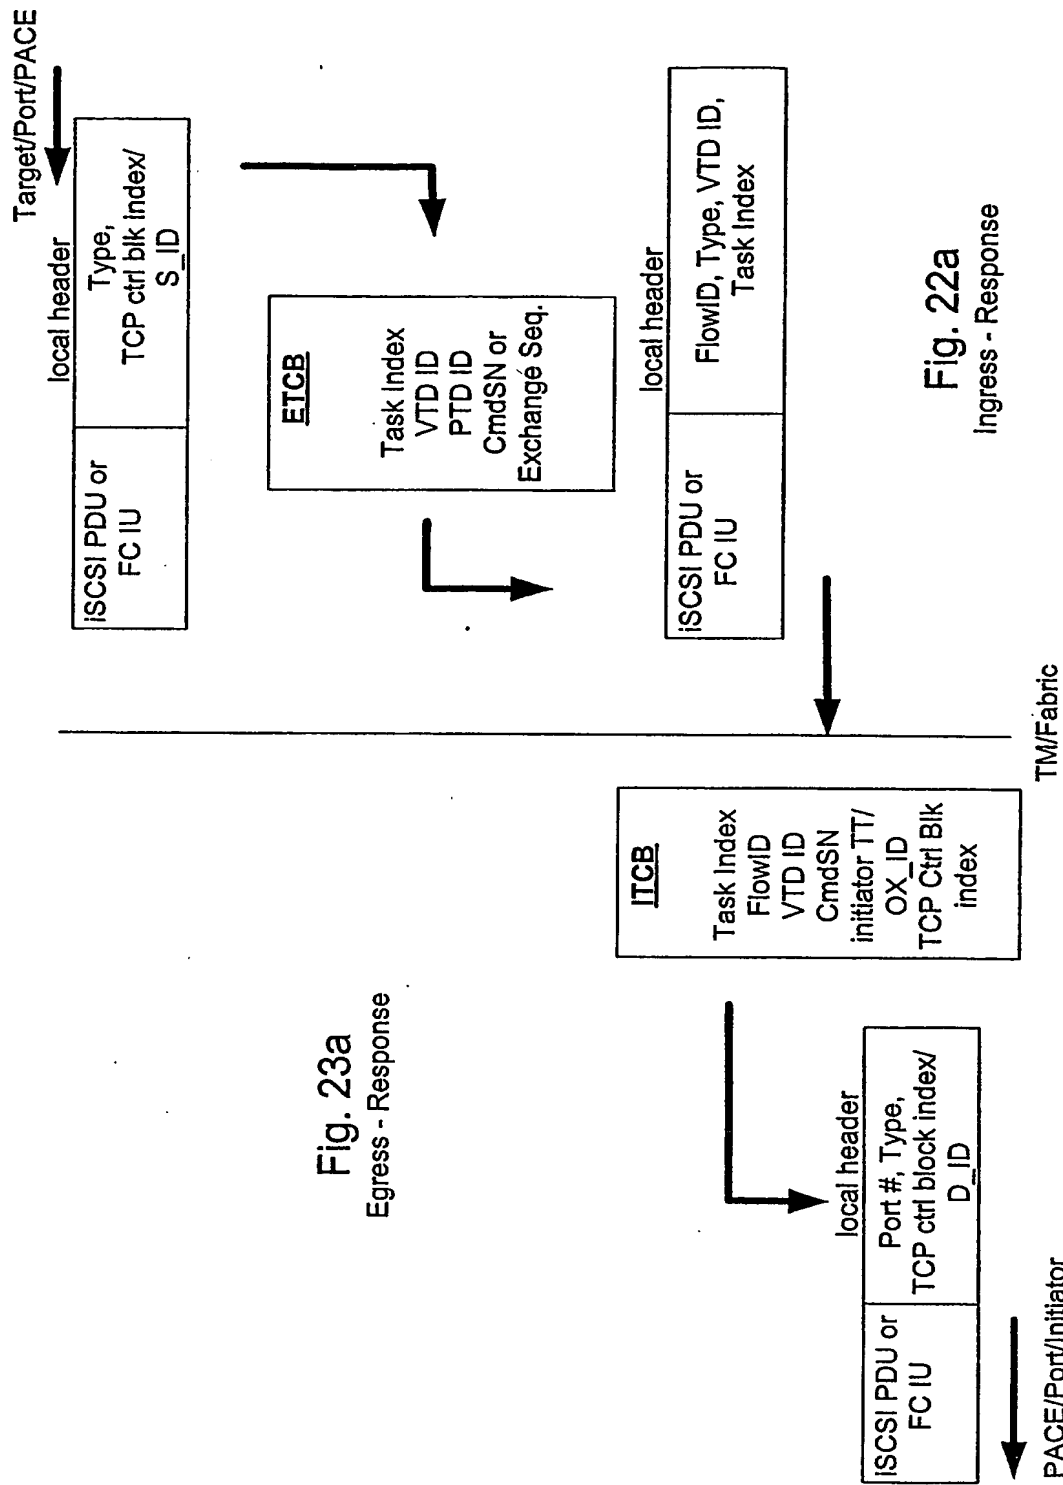 Target/Port/PACE
local header
iSCSI PDU or
FC IU
Type,
TCP ctrl blk index/
S_ID
ETCB
Task Index
VTD ID
PTD ID
CmdSN or
Exchangé Seq.
local header
iSCSI PDU or
FC IU
FlowID, Type, VTD ID,
Task Index
Fig. 22a
Ingress - Response
TM/Fabric
ITCB
Task Index
FlowID
VTD ID
CmdSN
initiator TT/
OX_ID
TCP Ctrl Blk
index
Fig. 23a
Egress - Response
local header
iSCSI PDU or
FC IU
Port #, Type,
TCP ctrl block index/
D_ID
PACE/Port/Initiator